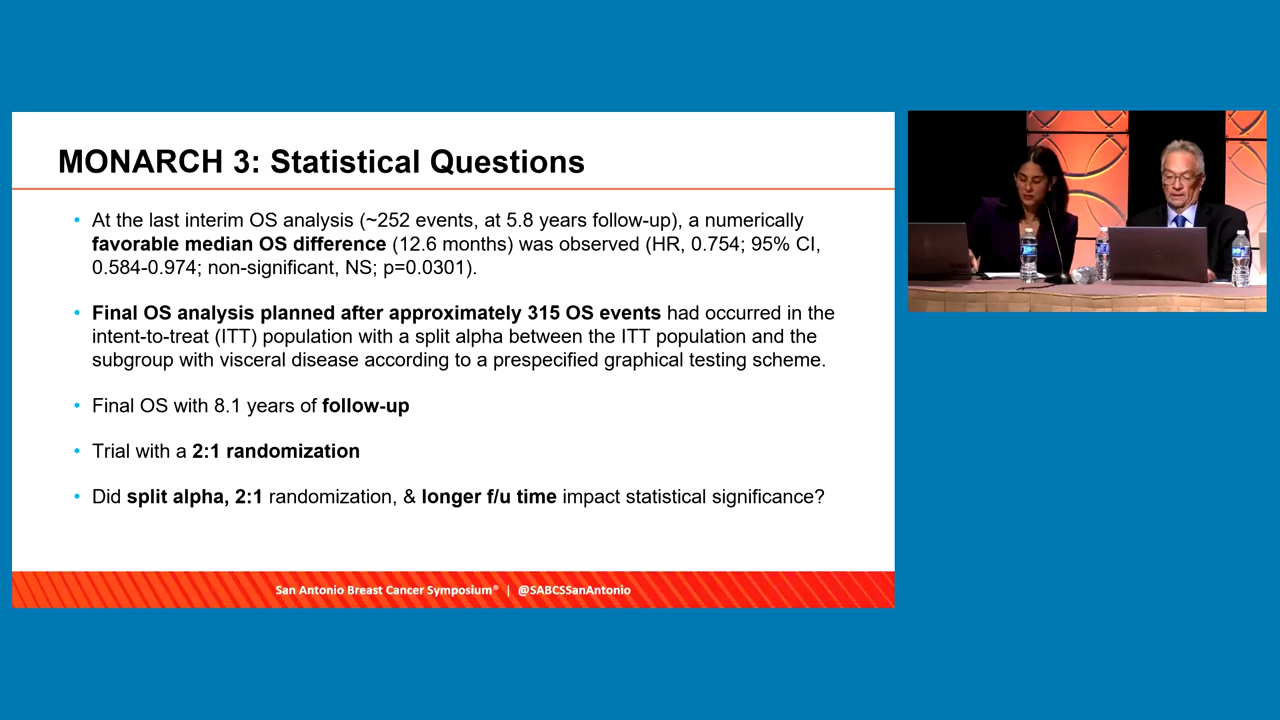 MONARCH 3: Statistical Questions
• At the last interim OS analysis (~252 events, at 5.8 years follow-up), a numerically
favorable median OS difference (12.6 months) was observed (HR, 0.754; 95% CI,
0.584-0.974; non-significant, NS; p=0.0301).
• Final OS analysis planned after approximately 315 OS events had occurred in the
intent-to-treat (ITT) population with a split alpha between the ITT population and the
subgroup with visceral disease according to a prespecified graphical testing scheme.
• Final OS with 8.1 years of follow-up
• Trial with a 2:1 randomization
• Did split alpha, 2:1 randomization, & longer f/u time impact statistical significance?
San Antonio Breast Cancer Symposium® | @SABCSSanAntonio